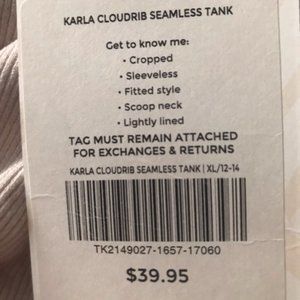 KARLA CLOUDRIB SEAMLESS TANK
Get to know me:
• Cropped
• Sleeveless
• Fitted style
• Scoop neck
• Lightly lined
TAG MUST REMAIN ATTACHED
FOR EXCHANGES & RETURNS
KARLA CLOUDRIB SEAMLESS TANK | XL/12-14
TK2149027-1657-17060
$39.95